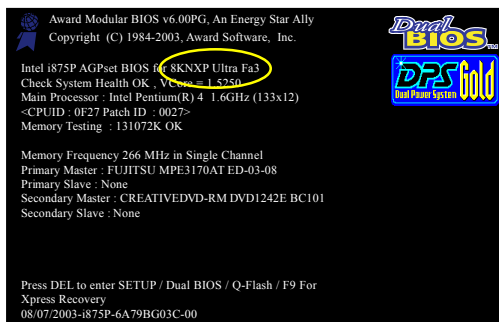 Award Modular BIOS v6.00PG, An Energy Star Ally
Copyright (C) 1984-2003, Award Software, Inc.
Dual BIOS TM
DPS Gold
Dual Power System
Intel i875P AGPset BIOS for 8KNXP Ultra Fa3
Check System Health OK , VCore = 1.5250
Main Processor : Intel Pentium(R) 4 1.6GHz (133x12)
<CPUID : 0F27 Patch ID : 0027>
Memory Testing : 131072K OK
Memory Frequency 266 MHz in Single Channel
Primary Master : FUJITSU MPE3170AT ED-03-08
Primary Slave : None
Secondary Master : CREATIVEDVD-RM DVD1242E BC101
Secondary Slave : None
Press DEL to enter SETUP / Dual BIOS / Q-Flash / F9 For
Xpress Recovery
08/07/2003-i875P-6A79BG03C-00